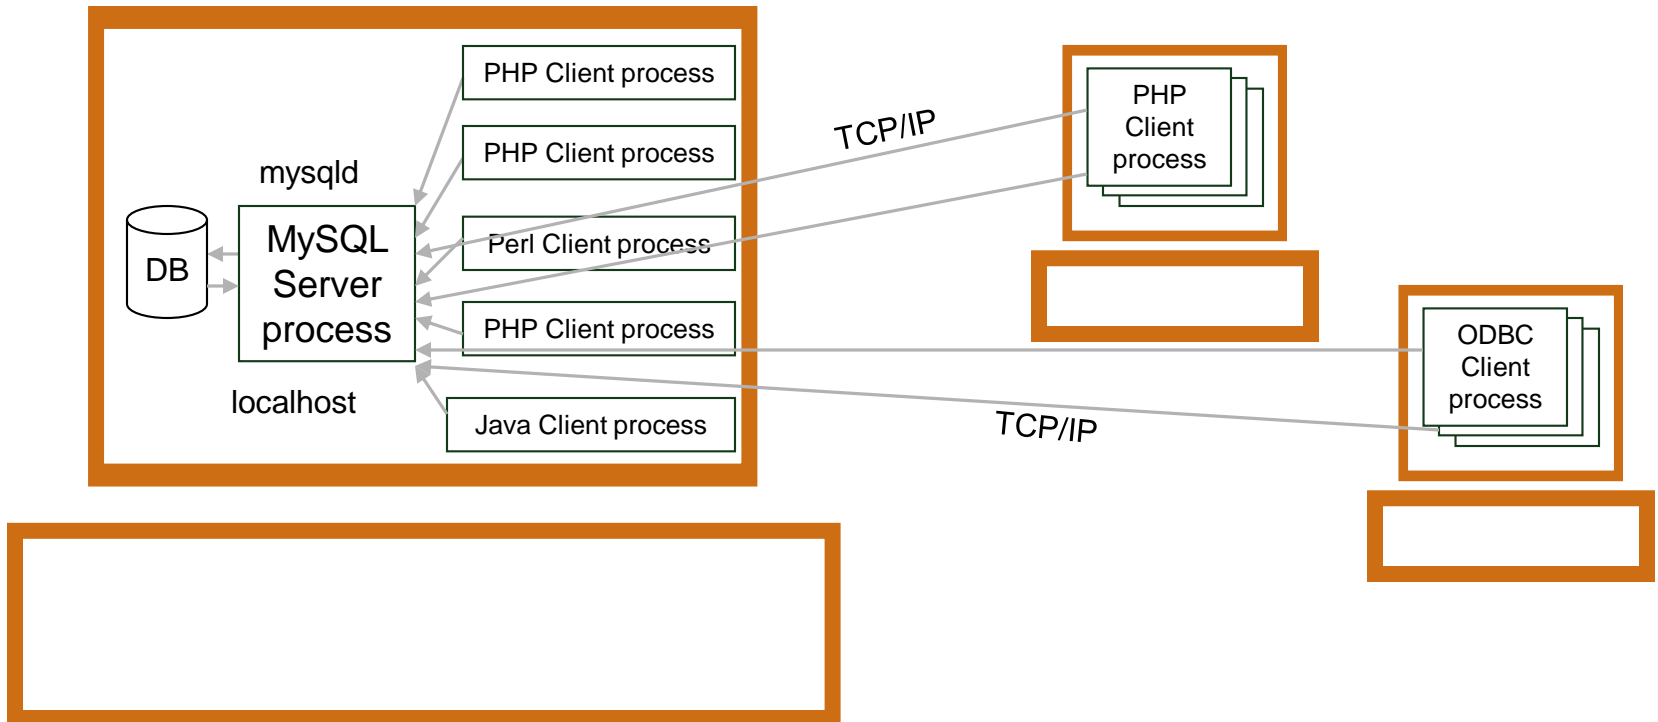 PHP Client process
PHP Client process
mysqld
Perl Client process
DB
MySQL
Server
process
PHP Client process
localhost
Java Client process
TCP/IP
PHP
Client
process
TCP/IP
ODBC
Client
process